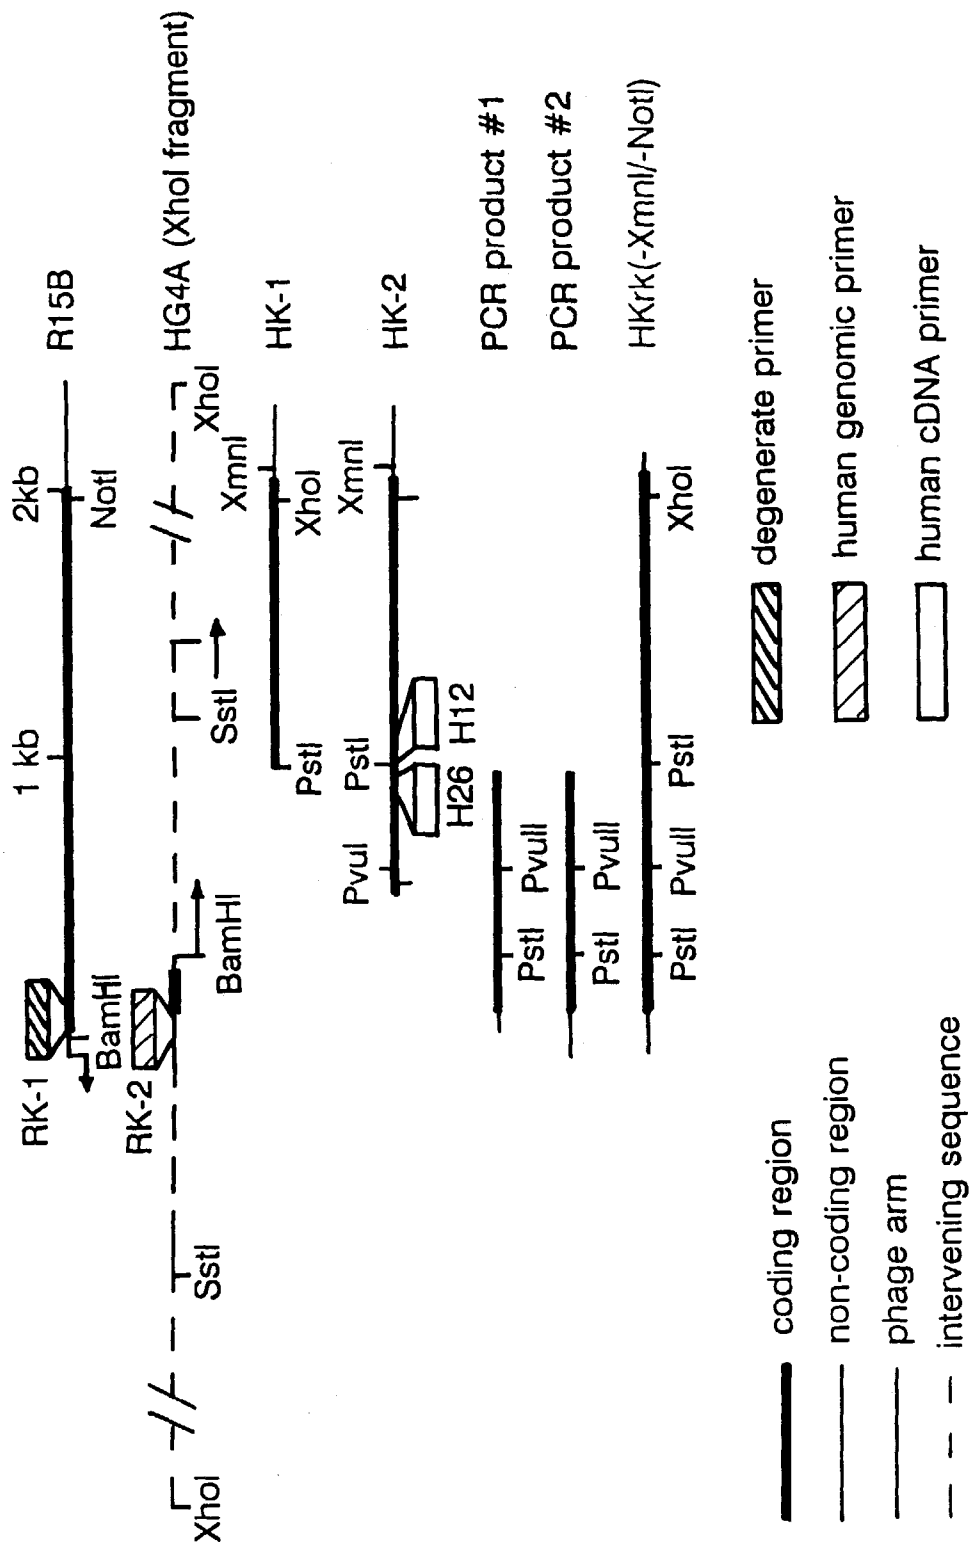 2kb
1 kb
R15B
RK-1
BamHI
NotI
HG4A (XhoI fragment)
RK-2
XhoI
SstI
BamHI
SstI
XhoI
XmnI
HK-1
PstI
XhoI
PvuI
PstI
XmnI
HK-2
H26
H12
PCR product #1
PstI
PvuII
PCR product #2
PstI
PvuII
HKrk(-XmnI/-NotI)
PstI
PvuII
PstI
XhoI
coding region
non-coding region
phage arm
intervening sequence
degenerate primer
human genomic primer
human cDNA primer